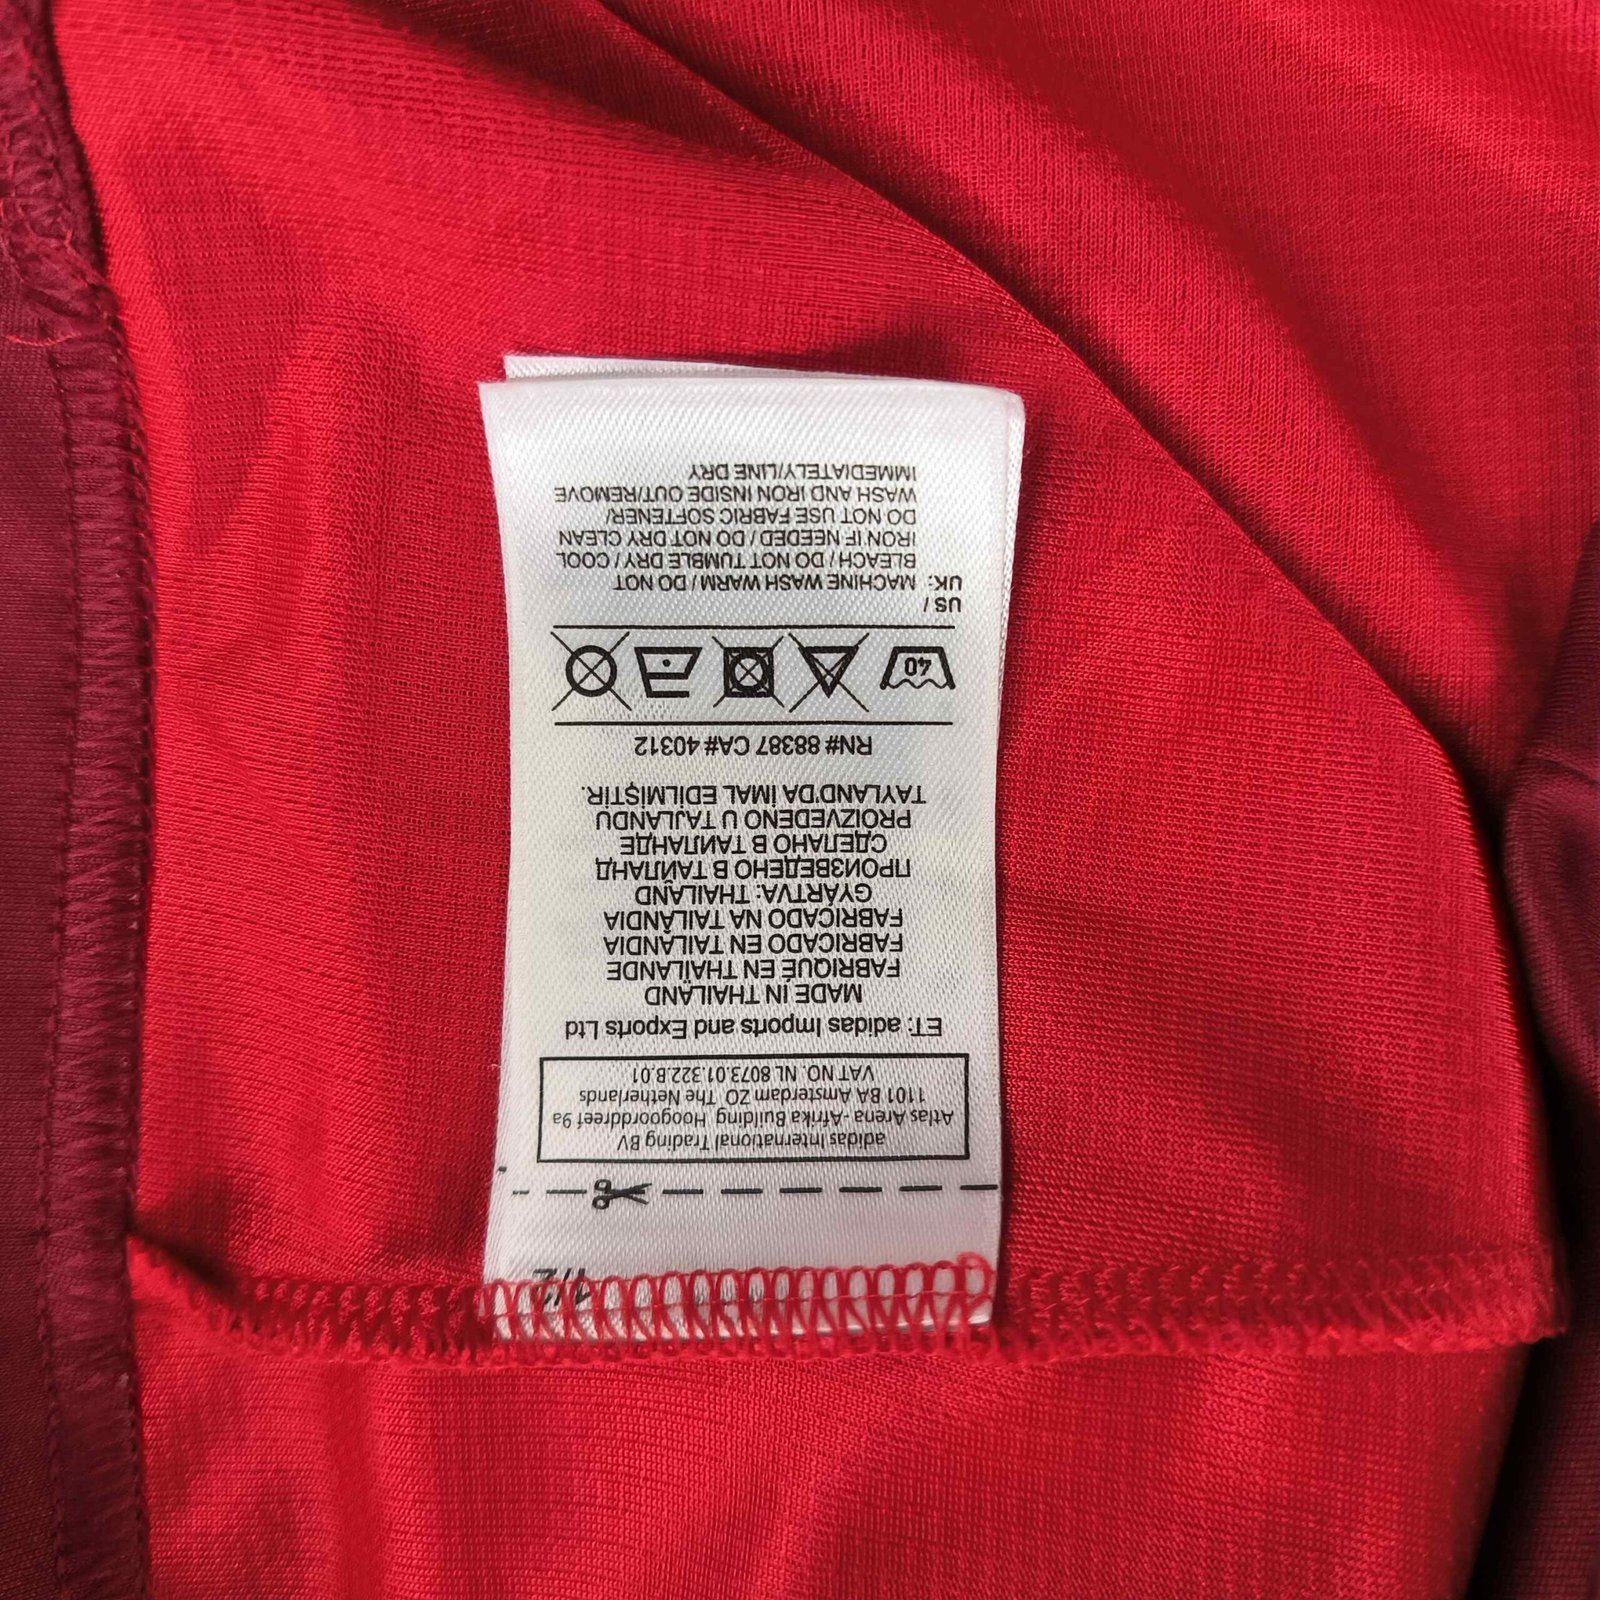 1/2
adidas International Trading BV
Atlas Arena -Afrika Building, Hoogoorddreef 9a
1101 BA Amsterdam ZO, The Netherlands
VAT NO. NL 8073.01.322.B.01
ET: adidas Imports and Exports Ltd
MADE IN THAILAND
FABRIQUÉ EN THAÏLANDE
FABRICADO EN TAILANDIA
FABRICADO NA TAILÂNDIA
GYÁRTVA: THAILAND
ПРОИЗВЕДЕНО В ТАЙЛАНД
СДЕЛАНО В ТАИЛАНДЕ
PROIZVEDENO U TAJLANDU
TAYLAND'DA İMAL EDİLMİŞTİR.
RN# 88387 CA# 40312
40
US /
UK: MACHINE WASH WARM / DO NOT
BLEACH / DO NOT TUMBLE DRY / COOL
IRON IF NEEDED / DO NOT DRY CLEAN
DO NOT USE FABRIC SOFTENER/
WASH AND IRON INSIDE OUT/REMOVE
IMMEDIATELY/LINE DRY